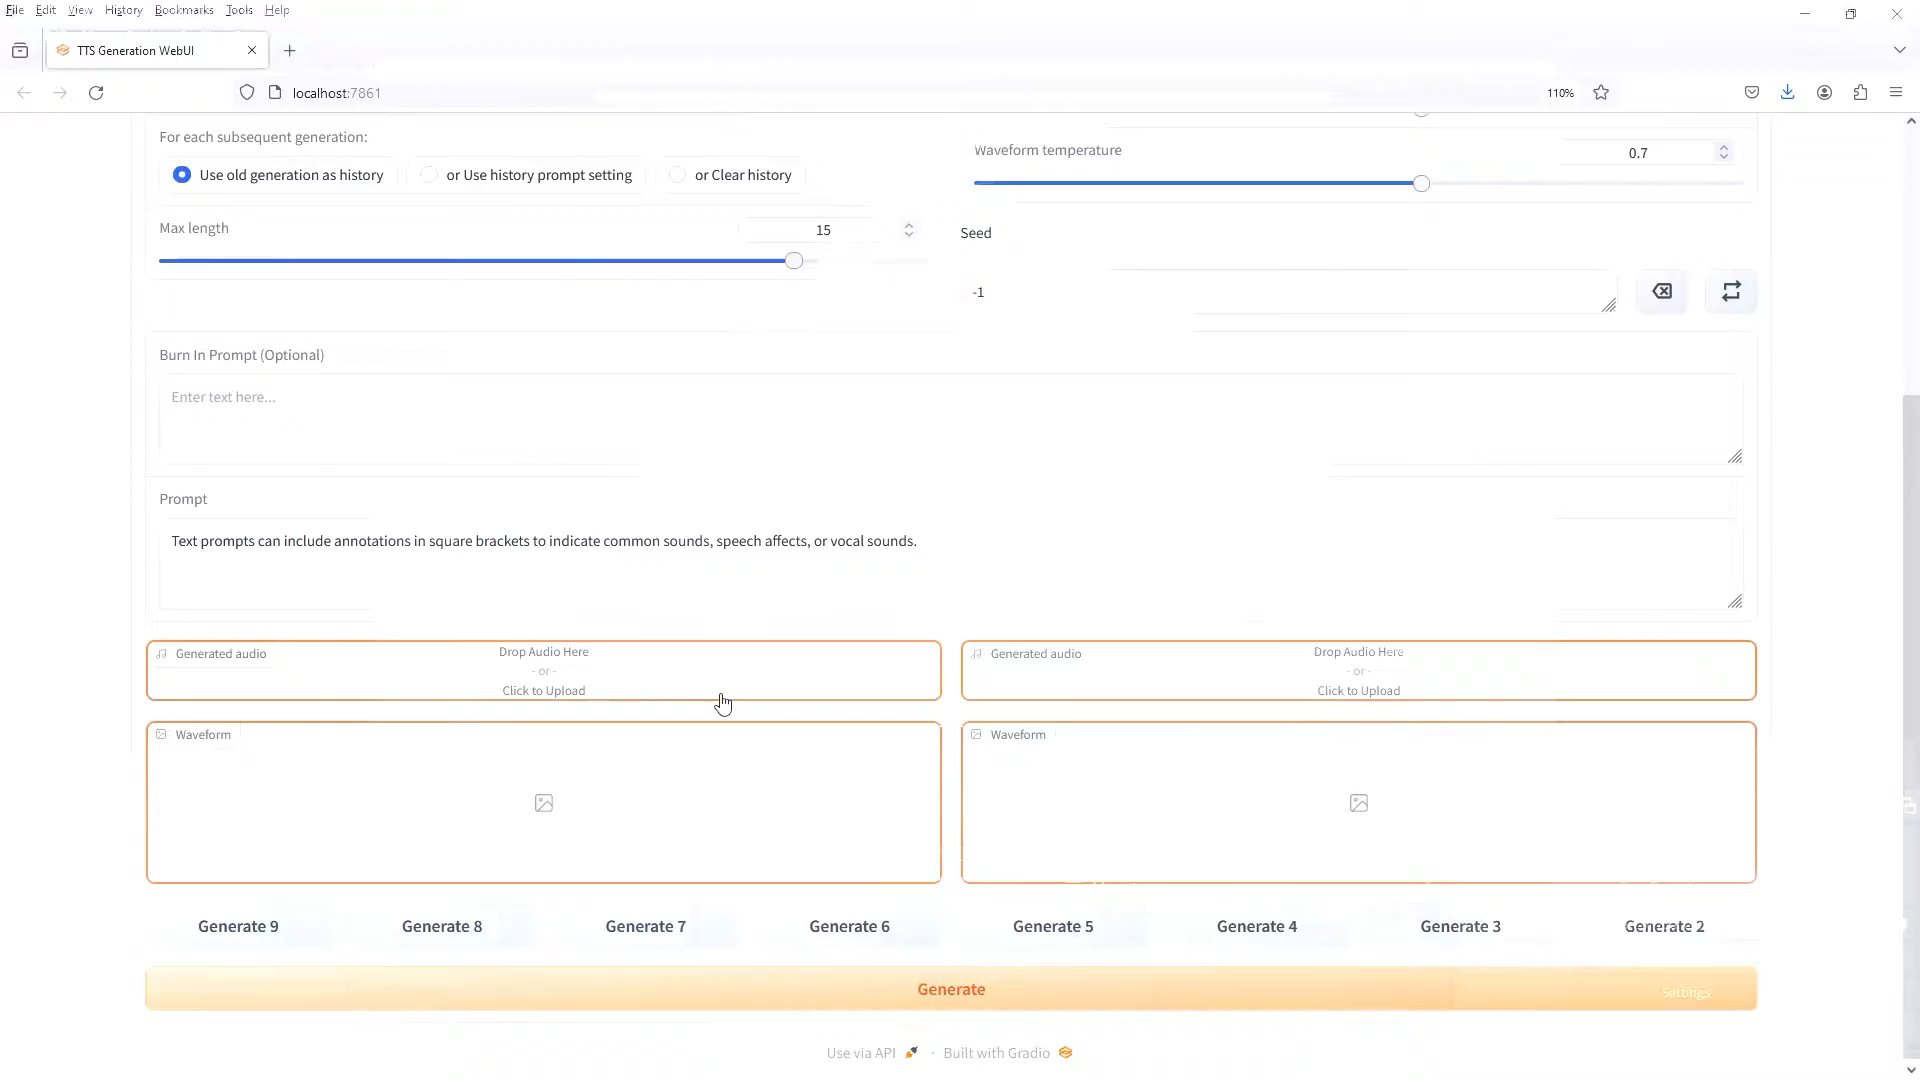 File Edit View History Bookmarks Tools Help
TTS Generation WebUI
localhost:7861
110%
For each subsequent generation:
Use old generation as history
or Use history prompt setting
or Clear history
Waveform temperature
0.7
Max length
15
Seed
-1
Burn In Prompt (Optional)
Enter text here...
Prompt
Text prompts can include annotations in square brackets to indicate common sounds, speech affects, or vocal sounds.
Generated audio
Drop Audio Here
- or -
Click to Upload
Generated audio
Drop Audio Here
- or -
Click to Upload
Waveform
Waveform
Generate 9
Generate 8
Generate 7
Generate 6
Generate 5
Generate 4
Generate 3
Generate 2
Generate
Settings
Use via API · Built with Gradio